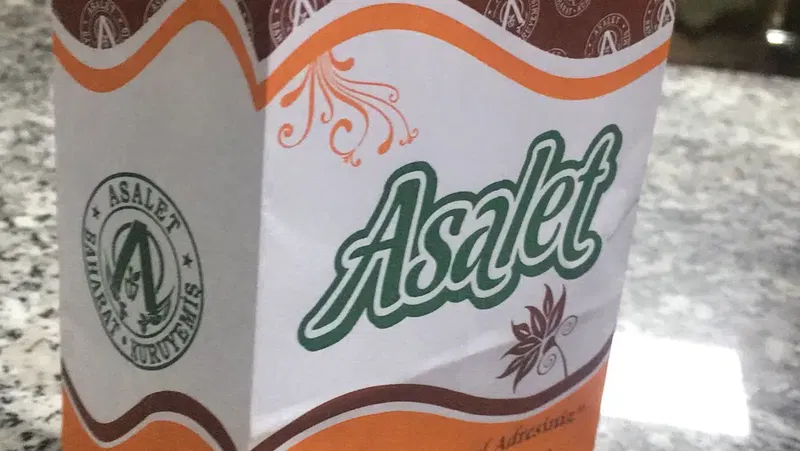 Asalet
ASALET
BAHARAT • KURUYEMİŞ
Adresiniz